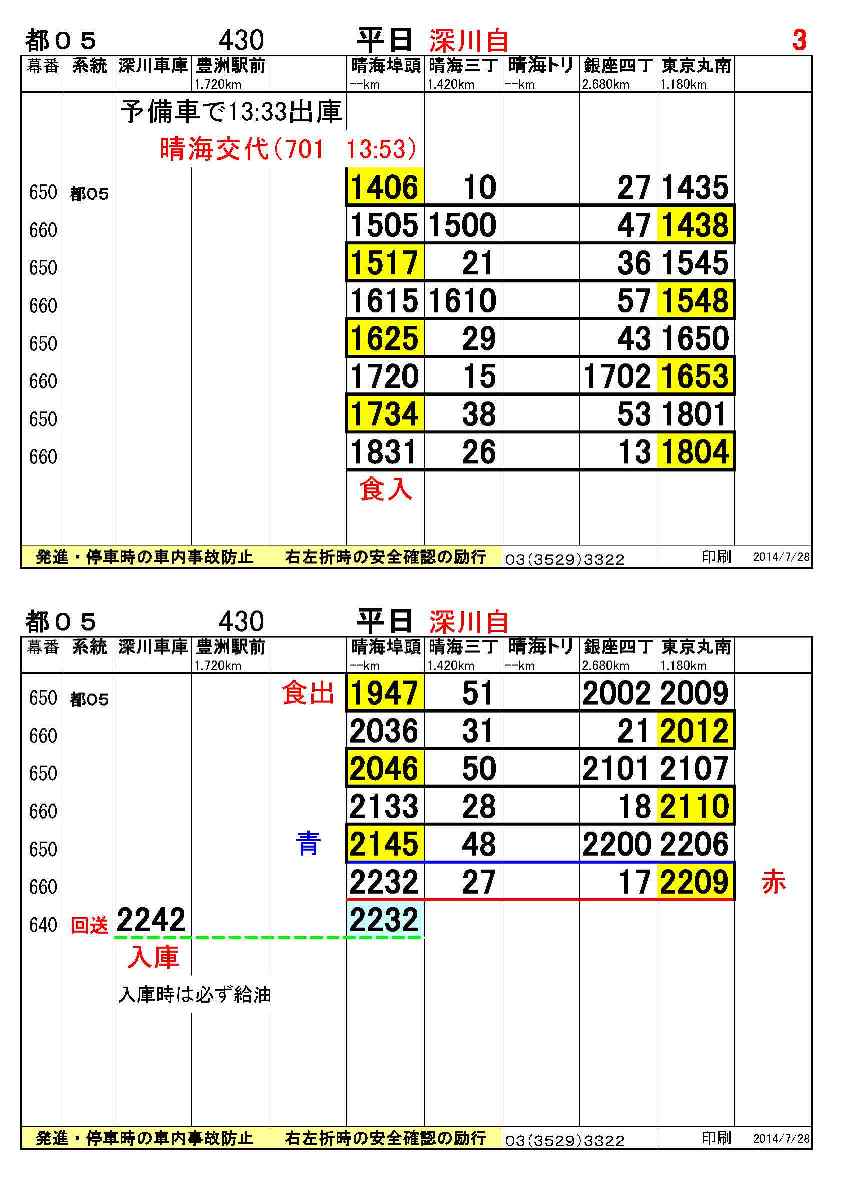 都０５ 430 平日 深川自 3
幕番 系統 深川車庫 豊洲駅前 晴海埠頭 晴海三丁 晴海トリ 銀座四丁 東京丸南
1.720km --km 1.420km --km 2.680km 1.180km
予備車で13:33出庫
晴海交代(701 13:53)
650 都05 1406 10 27 1435
660 1505 1500 47 1438
650 1517 21 36 1545
660 1615 1610 57 1548
650 1625 29 43 1650
660 1720 15 1702 1653
650 1734 38 53 1801
660 1831 26 13 1804
食入
発進・停車時の車内事故防止 右左折時の安全確認の励行 03(3529)3322 印刷 2014/7/28
都０５ 430 平日 深川自
幕番 系統 深川車庫 豊洲駅前 晴海埠頭 晴海三丁 晴海トリ 銀座四丁 東京丸南
1.720km --km 1.420km --km 2.680km 1.180km
650 都05 食出 1947 51 2002 2009
660 2036 31 21 2012
650 2046 50 2101 2107
660 2133 28 18 2110
650 青 2145 48 2200 2206
660 2232 27 17 2209 赤
640 回送 2242 2232
入庫
入庫時は必ず給油
発進・停車時の車内事故防止 右左折時の安全確認の励行 03(3529)3322 印刷 2014/7/28